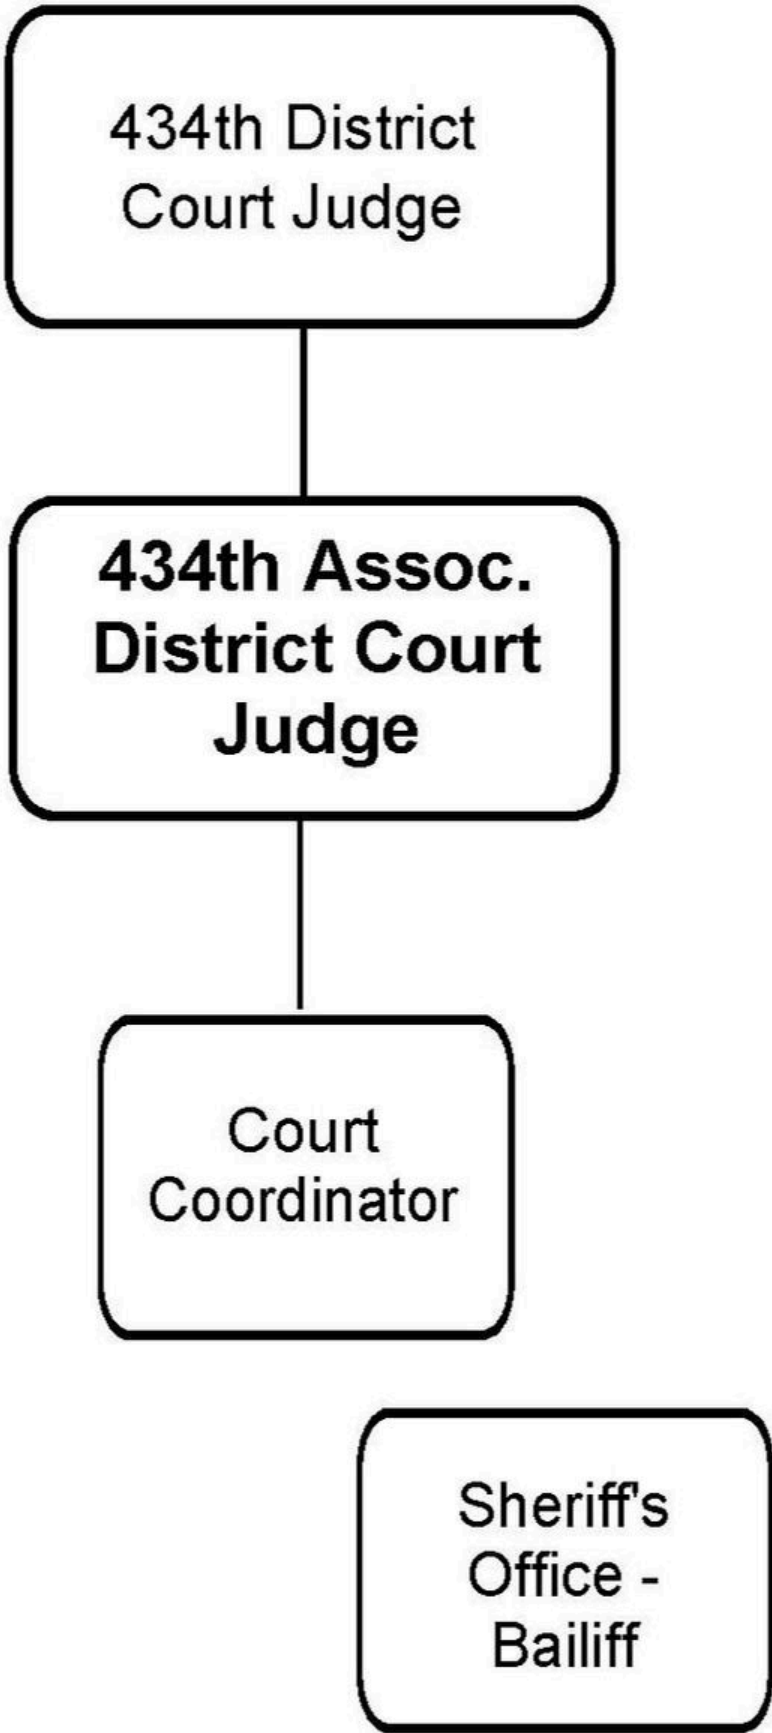 434th District
Court Judge
434th Assoc.
District Court
Judge
Court
Coordinator
Sheriff's
Office -
Bailiff